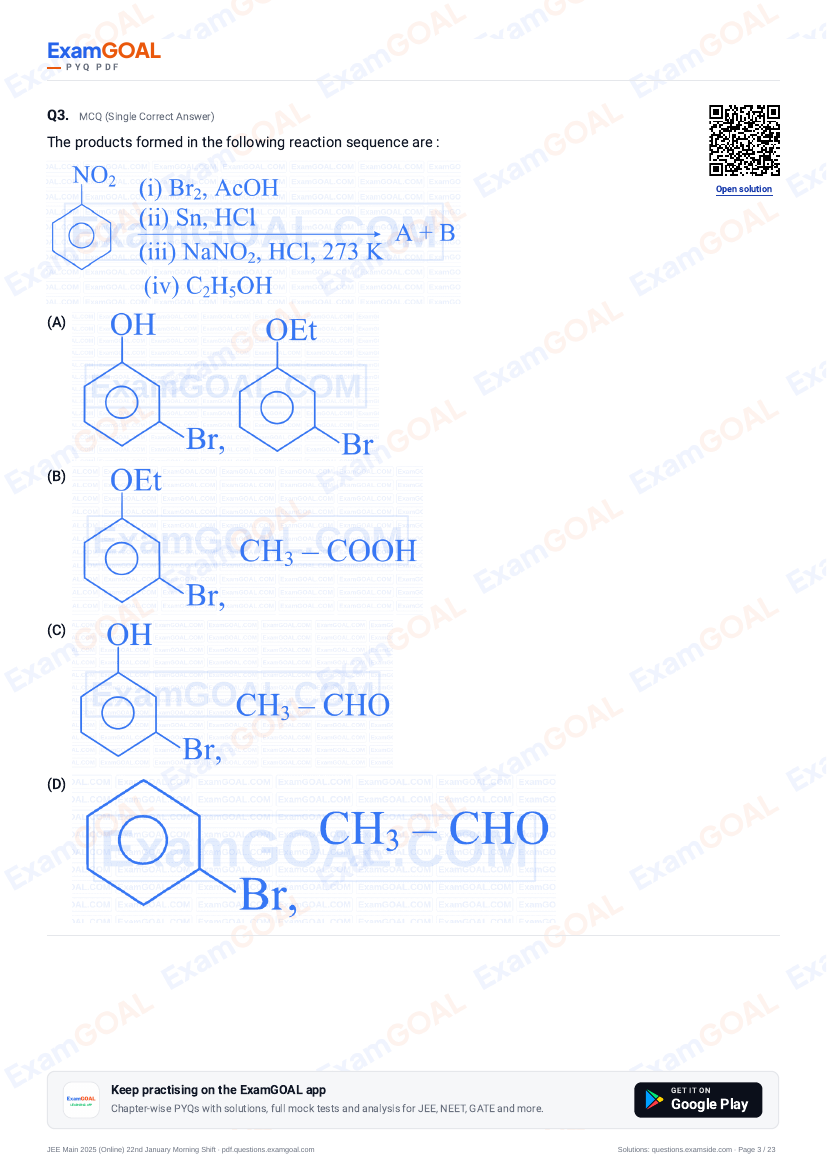 ExamGOAL
PYQ PDF
Q3. MCQ (Single Correct Answer)
The products formed in the following reaction sequence are :
Open solution
NO₂
(i) Br₂, AcOH
(ii) Sn, HCl
(iii) NaNO₂, HCl, 273 K
(iv) C₂H₅OH
A + B
(A)
OH
Br,
OEt
Br
(B)
OEt
Br,
CH₃ – COOH
(C)
OH
Br,
CH₃ – CHO
(D)
Br,
CH₃ – CHO
Keep practising on the ExamGOAL app
Chapter-wise PYQs with solutions, full mock tests and analysis for JEE, NEET, GATE and more.
GET IT ON
Google Play
JEE Main 2025 (Online) 22nd January Morning Shift · pdf.questions.examgoal.com
Solutions: questions.examside.com · Page 3 / 23